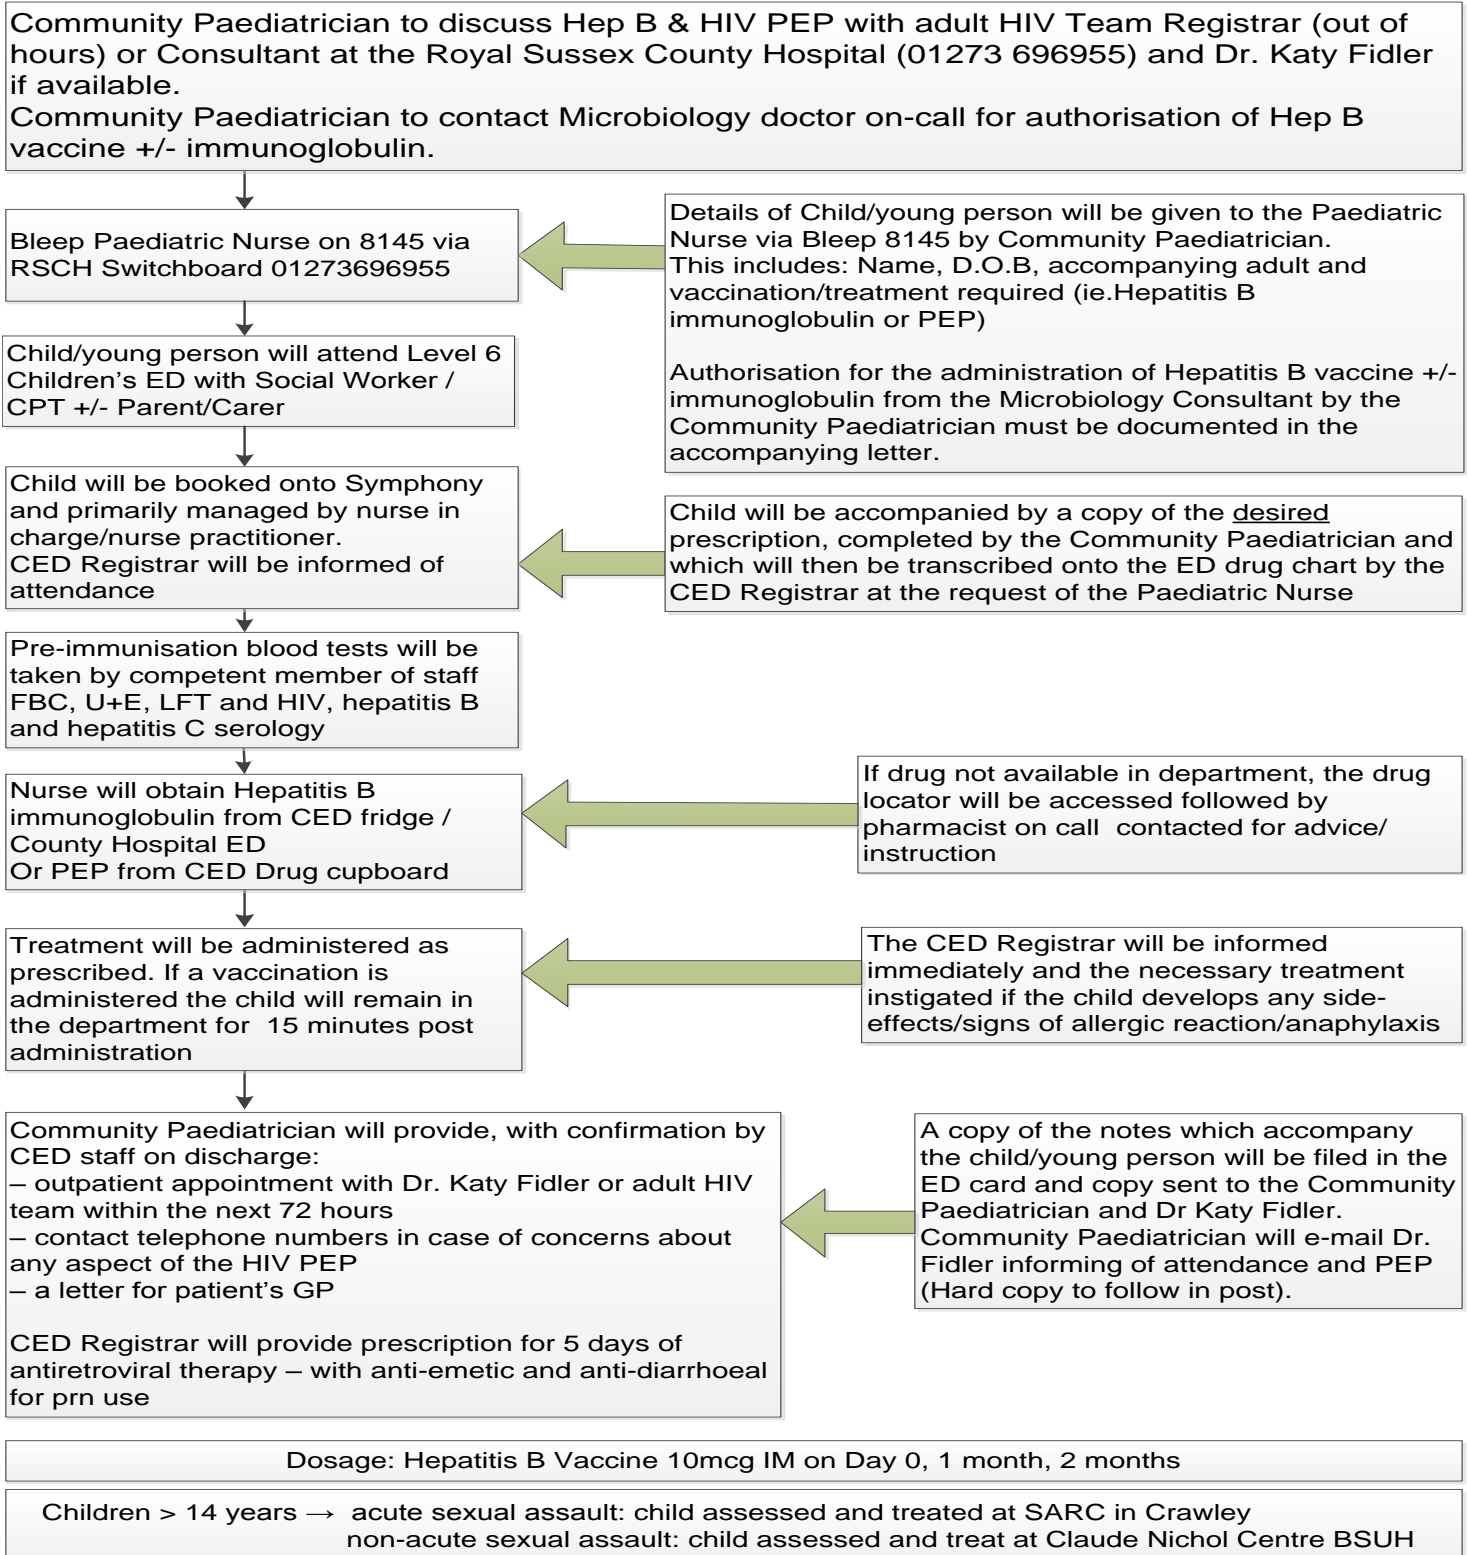 Community Paediatrician to discuss Hep B & HIV PEP with adult HIV Team Registrar (out of
hours) or Consultant at the Royal Sussex County Hospital (01273 696955) and Dr. Katy Fidler
if available.
Community Paediatrician to contact Microbiology doctor on-call for authorisation of Hep B
vaccine +/- immunoglobulin.
Bleep Paediatric Nurse on 8145 via
RSCH Switchboard 01273696955
Details of Child/young person will be given to the Paediatric
Nurse via Bleep 8145 by Community Paediatrician.
This includes: Name, D.O.B, accompanying adult and
vaccination/treatment required (ie.Hepatitis B
immunoglobulin or PEP)
Authorisation for the administration of Hepatitis B vaccine +/-
immunoglobulin from the Microbiology Consultant by the
Community Paediatrician must be documented in the
accompanying letter.
Child/young person will attend Level 6
Children's ED with Social Worker /
CPT +/- Parent/Carer
Child will be booked onto Symphony
and primarily managed by nurse in
charge/nurse practitioner.
CED Registrar will be informed of
attendance
Child will be accompanied by a copy of the desired
prescription, completed by the Community Paediatrician and
which will then be transcribed onto the ED drug chart by the
CED Registrar at the request of the Paediatric Nurse
Pre-immunisation blood tests will be
taken by competent member of staff
FBC, U+E, LFT and HIV, hepatitis B
and hepatitis C serology
Nurse will obtain Hepatitis B
immunoglobulin from CED fridge /
County Hospital ED
Or PEP from CED Drug cupboard
If drug not available in department, the drug
locator will be accessed followed by
pharmacist on call contacted for advice/
instruction
Treatment will be administered as
prescribed. If a vaccination is
administered the child will remain in
the department for 15 minutes post
administration
The CED Registrar will be informed
immediately and the necessary treatment
instigated if the child develops any side-
effects/signs of allergic reaction/anaphylaxis
Community Paediatrician will provide, with confirmation by
CED staff on discharge:
– outpatient appointment with Dr. Katy Fidler or adult HIV
team within the next 72 hours
– contact telephone numbers in case of concerns about
any aspect of the HIV PEP
– a letter for patient's GP
CED Registrar will provide prescription for 5 days of
antiretroviral therapy – with anti-emetic and anti-diarrhoeal
for prn use
A copy of the notes which accompany
the child/young person will be filed in the
ED card and copy sent to the Community
Paediatrician and Dr Katy Fidler.
Community Paediatrician will e-mail Dr.
Fidler informing of attendance and PEP
(Hard copy to follow in post).
Dosage: Hepatitis B Vaccine 10mcg IM on Day 0, 1 month, 2 months
Children > 14 years → acute sexual assault: child assessed and treated at SARC in Crawley
non-acute sexual assault: child assessed and treat at Claude Nichol Centre BSUH